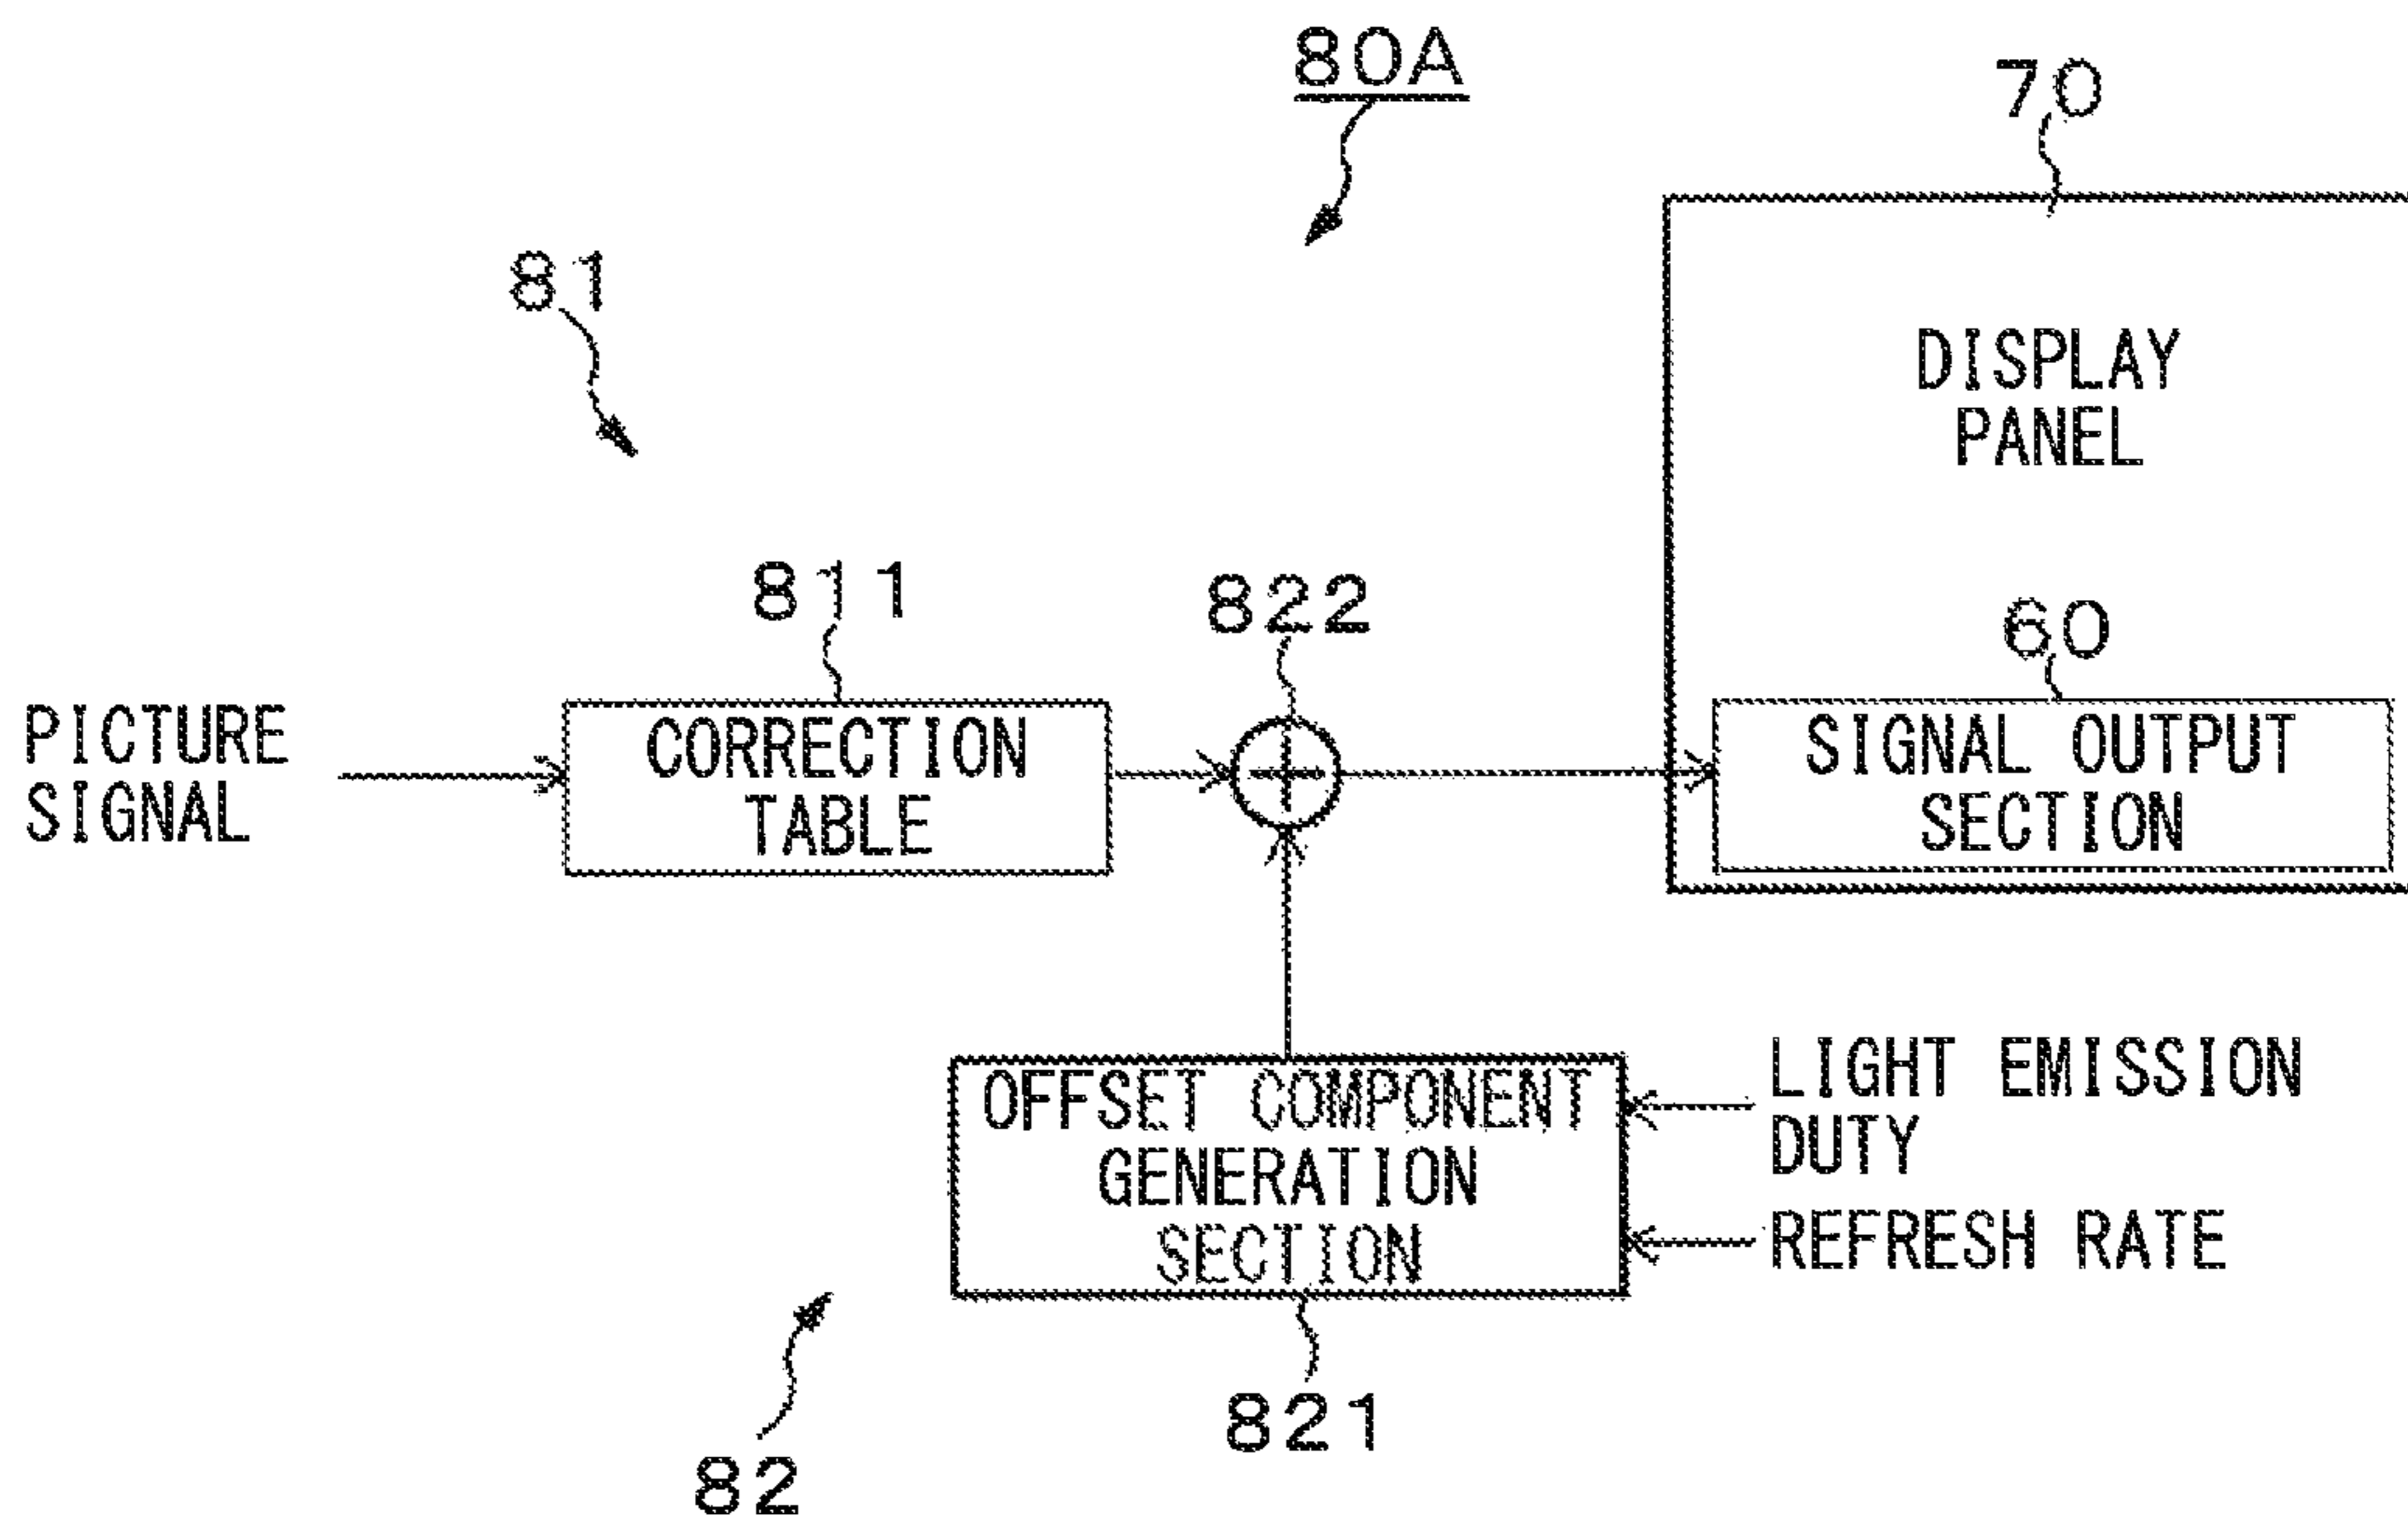 80A
70
81
DISPLAY
PANEL
811
822
60
PICTURE
SIGNAL
CORRECTION
TABLE
SIGNAL OUTPUT
SECTION
OFFSET COMPONENT
GENERATION
SECTION
LIGHT EMISSION
DUTY
REFRESH RATE
821
82